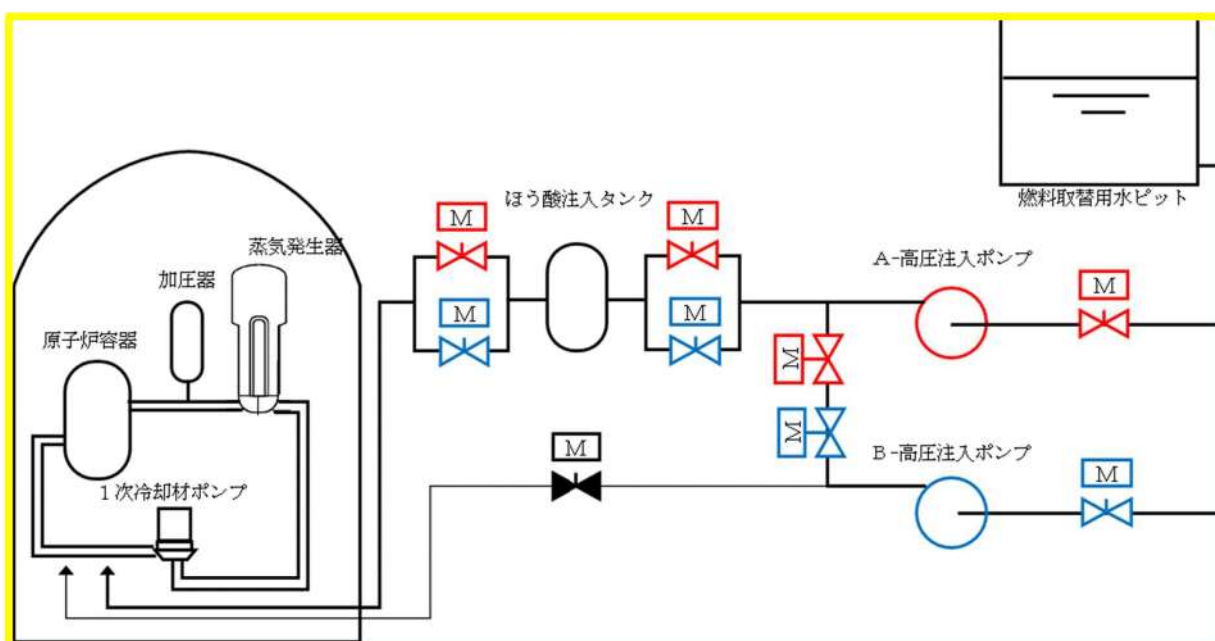 燃料取替用水ピット
ほう酸注入タンク
M
M
蒸気発生器
A-高圧注入ポンプ
加圧器
M
M
M
原子炉容器
M
M
B-高圧注入ポンプ
M
M
1次冷却材ポンプ